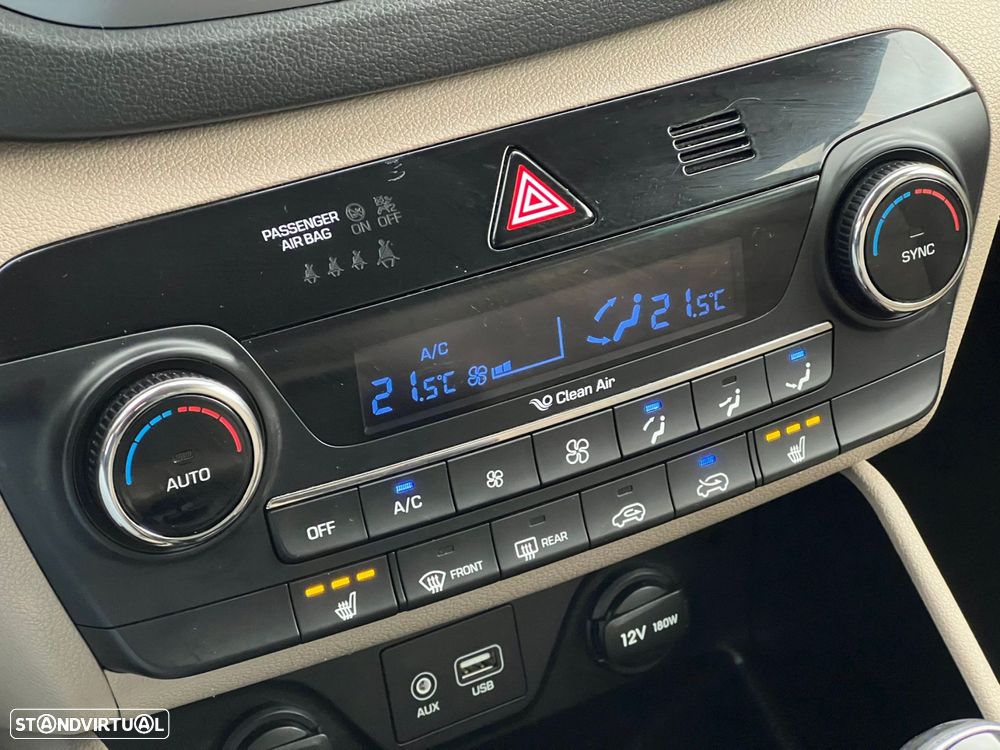 PASSENGER
AIR BAG
ON
2
OFF
A/C
21.5°C
21.5°C
Clean Air
AUTO
SYNC
OFF
A/C
FRONT
REAR
12V 180W
AUX
USB
STANDVIRTUAL